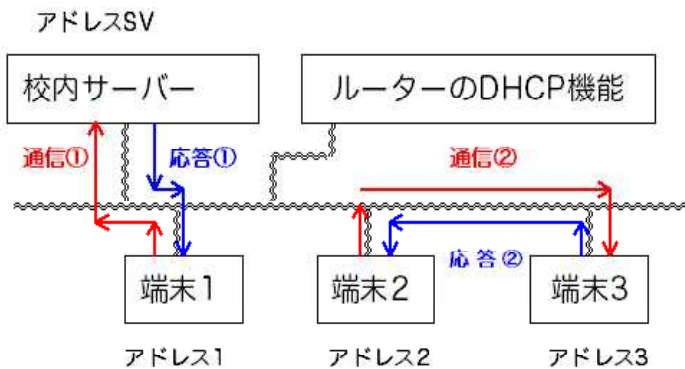 アドレスSV
校内サーバー
ルーターのDHCP機能
通信①
応答①
通信②
応答②
端末1
端末2
端末3
アドレス1
アドレス2
アドレス3